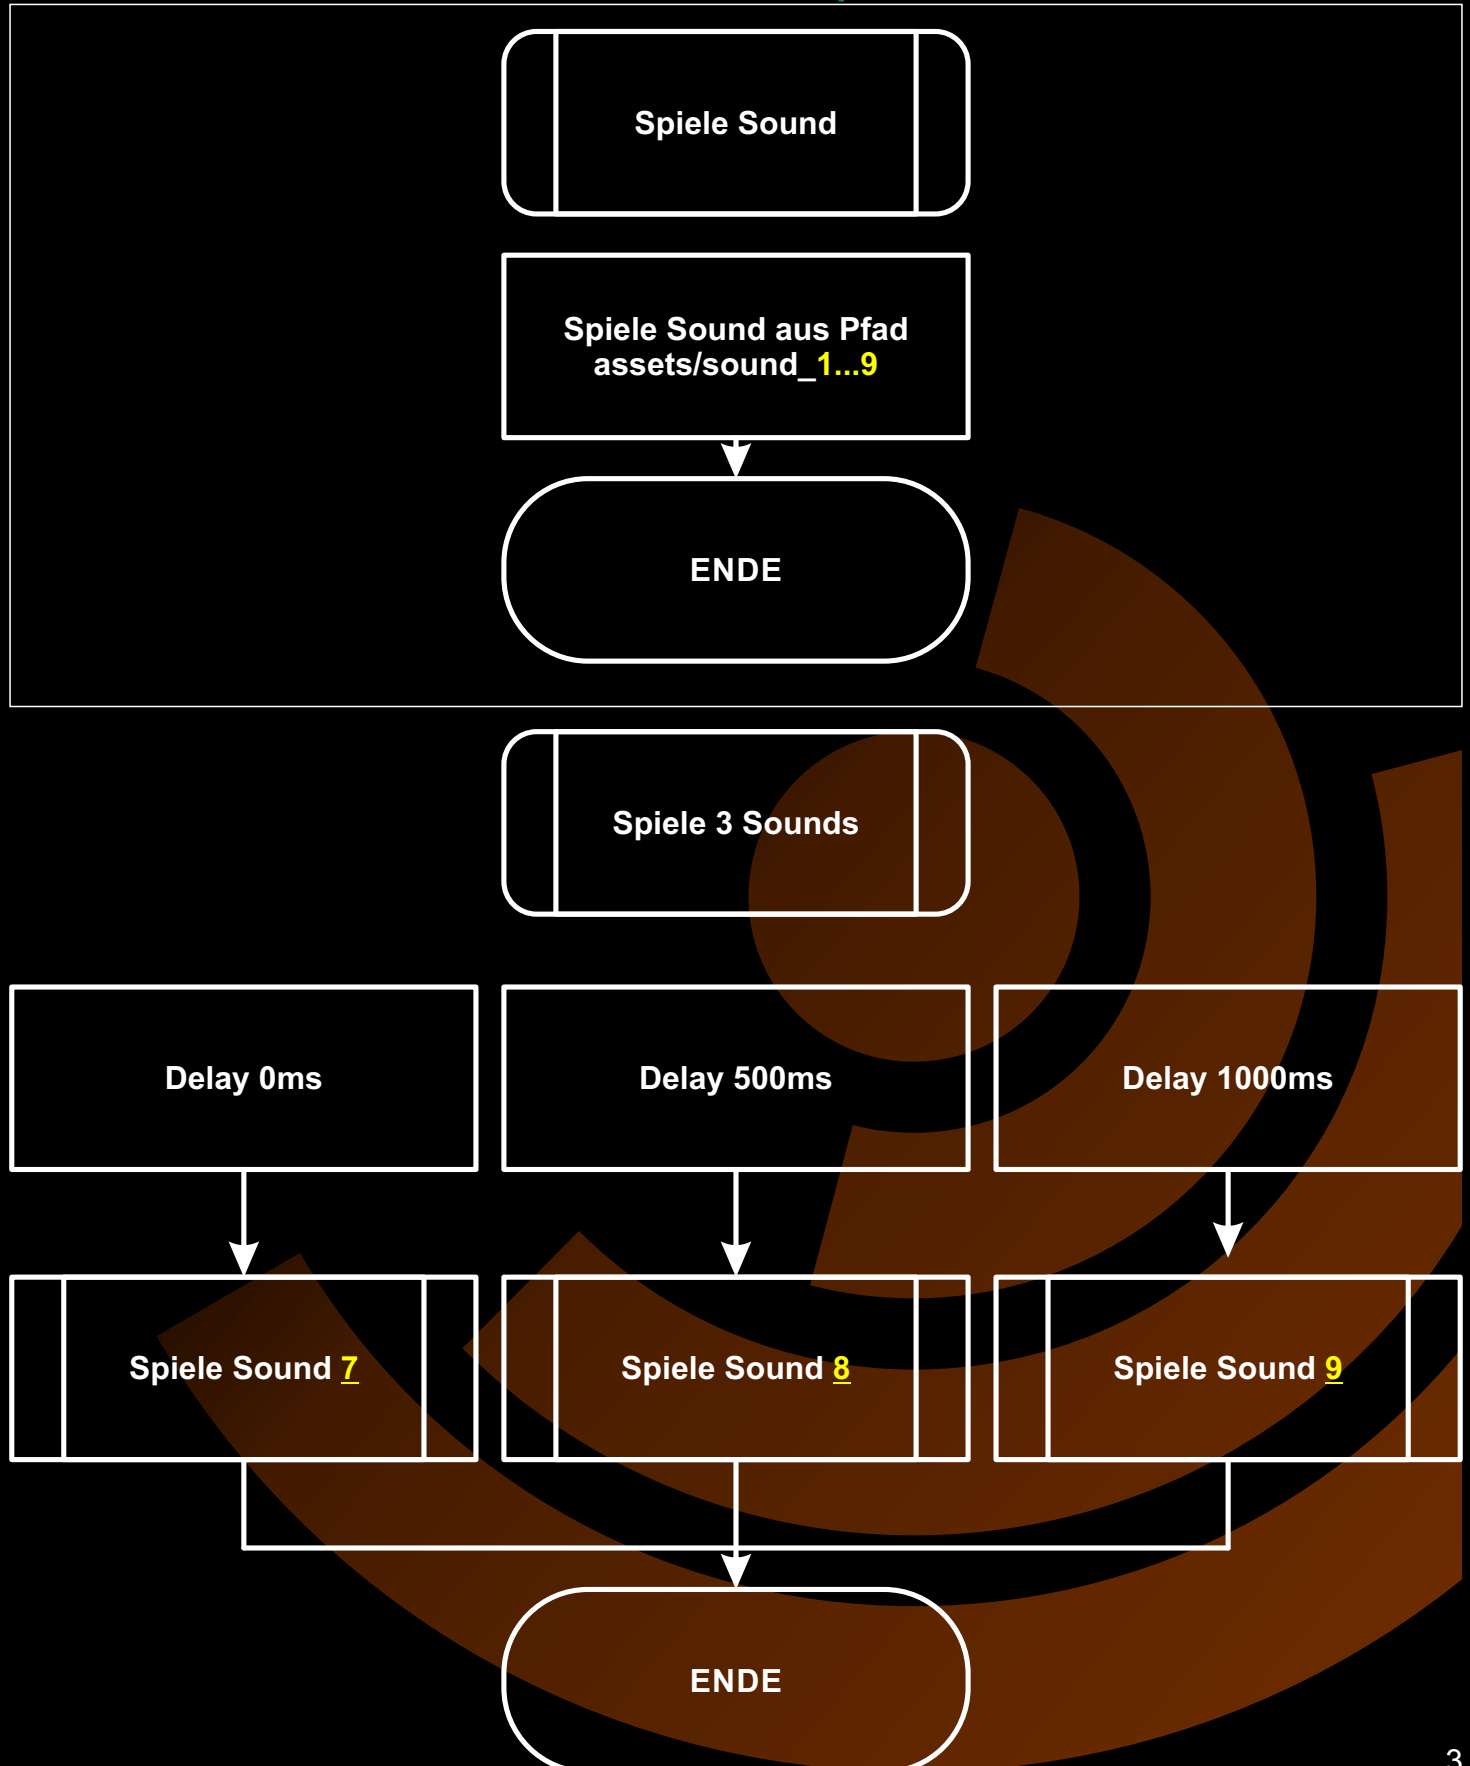 Spiele Sound
Spiele Sound aus Pfad
assets/sound_1...9
ENDE
Spiele 3 Sounds
Delay 0ms
Delay 500ms
Delay 1000ms
Spiele Sound 7
Spiele Sound 8
Spiele Sound 9
ENDE
3